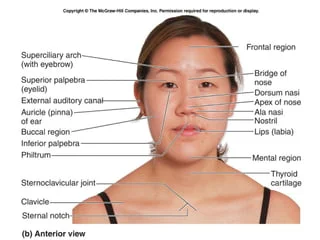 Copyright © The McGraw-Hill Companies, Inc. Permission required for reproduction or display.
Superciliary arch
(with eyebrow)
Superior palpebra
(eyelid)
External auditory canal
Auricle (pinna)
of ear
Buccal region
Inferior palpebra
Philtrum
Sternoclavicular joint
Clavicle
Sternal notch
Frontal region
Bridge of
nose
Dorsum nasi
Apex of nose
Ala nasi
Nostril
Lips (labia)
Mental region
Thyroid
cartilage
(b) Anterior view